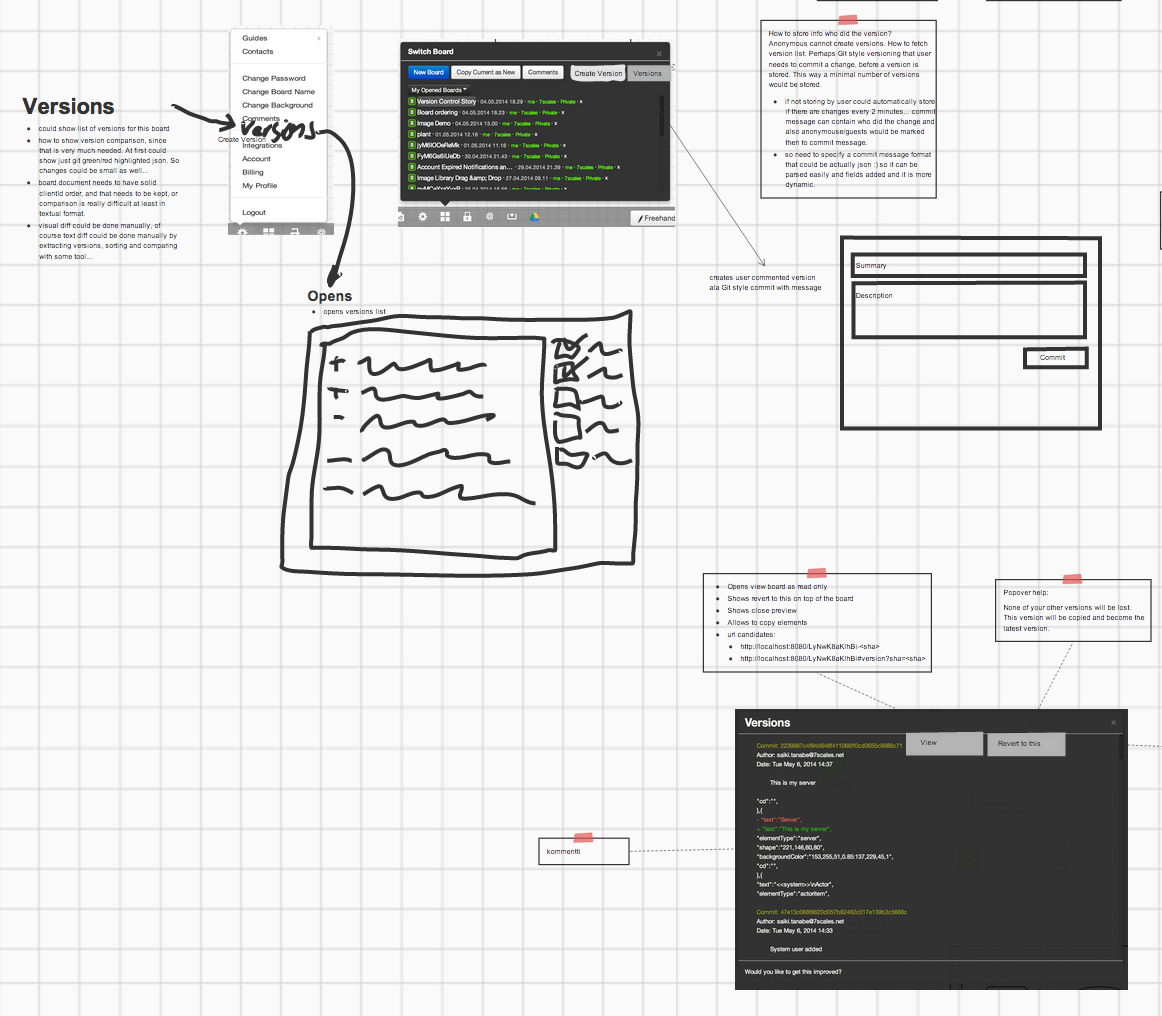 Guides
Contacts
Change Password
Change Board Name
Change Background
Comments
Versions
Create Version
Integrations
Account
Billing
My Profile
Logout
Versions
could show list of versions for this board
how to show version comparison, since
that is very much needed. At first could
show just git green/red highlighted json. So
changes could be small as well...
board document needs to have solid
clientId order, and that needs to be kept, or
comparison is really difficult at least in
textual format.
visual diff could be done manually, of
course text diff could be done manually by
extracting versions, sorting and comparing
with some tool...
Switch Board
New Board Copy Current as New Comments Create Version Versions
My Opened Boards
Version Control Story - 04.05.2014 18.29 - me - 7scales - Private - x
Board ordering - 04.05.2014 18.23 - me - 7scales - Private - x
Image Demo - 04.05.2014 13.00 - me - 7scales - Private - x
plant - 01.05.2014 12.16 - me - 7scales - Private - x
- 01.05.2014 11.16 - me - 7scales - Private - x
- 30.04.2014 21.43 - me - 7scales - Private - x
Account Expired Notifications an... - 29.04.2014 21.39 - me - 7scales - Private - x
Image Library Drag &amp; Drop - 27.04.2014 09.11 - me - 7scales - Private - x
Freehand
How to store info who did the version?
Anonymous cannot create versions. How to fetch
version list. Perhaps Git style versioning that user
needs to commit a change, before a version is
stored. This way a minimal number of versions
would be stored.
if not storing by user could automatically store
if there are changes every 2 minutes... commit
message can contain who did the change and
also anonymouse/guests would be marked
then to commit message.
so need to specify a commit message format
that could be actually json :) so it can be
parsed easily and fields added and it is more
dynamic.
creates user commented version
ala Git style commit with message
Summary
Description
Commit
Opens
opens versions list
Opens view board as read only
Shows revert to this on top of the board
Shows close preview
Allows to copy elements
url candidates:
http://localhost:8080/LyNwK8aKlhBi-<sha>
http://localhost:8080/LyNwK8aKlhBi#version?sha=<sha>
Popover help:
None of your other versions will be lost.
This version will be copied and become the
latest version.
Versions
View
Revert to this
Commit:
Author: saiki.tanabe@7scales.net
Date: Tue May 6, 2014 14:37
This is my server
"cd":"",
},{
- "text":"Server",
+ "text":"This is my server",
"elementType":"server",
"shape":"221,146,60,80",
"backgroundColor":"153,255,51,0.85:137,229,45,1",
"cd":"",
},{
"text":"<<system>>\nActor",
"elementType":"actoritem",
Commit:
Author: saiki.tanabe@7scales.net
Date: Tue May 6, 2014 14:33
System user added
Would you like to get this improved?
kommentti